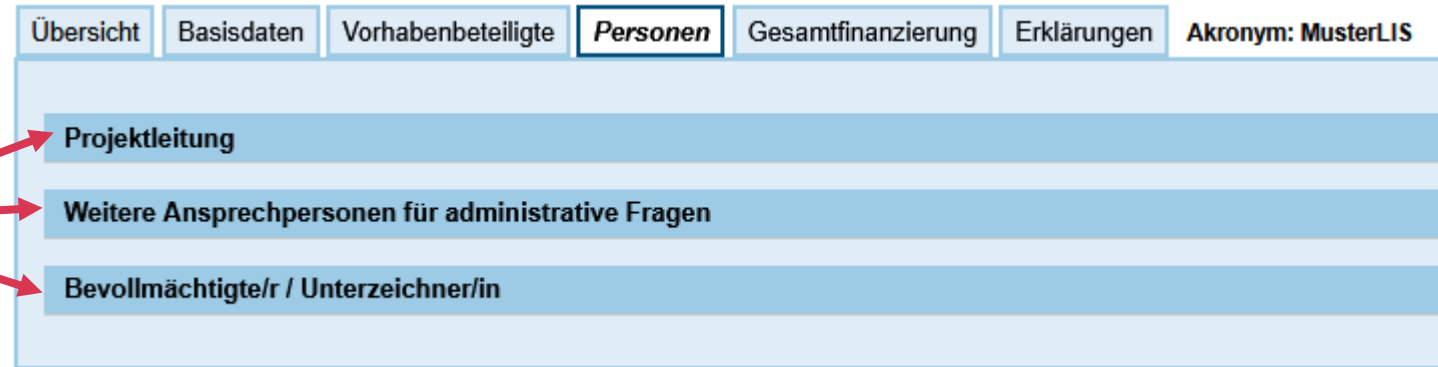 Übersicht Basisdaten Vorhabenbeteiligte Personen Gesamtfinanzierung Erklärungen Akronym: MusterLIS
Projektleitung
Weitere Ansprechpersonen für administrative Fragen
Bevollmächtigte/r / Unterzeichner/in